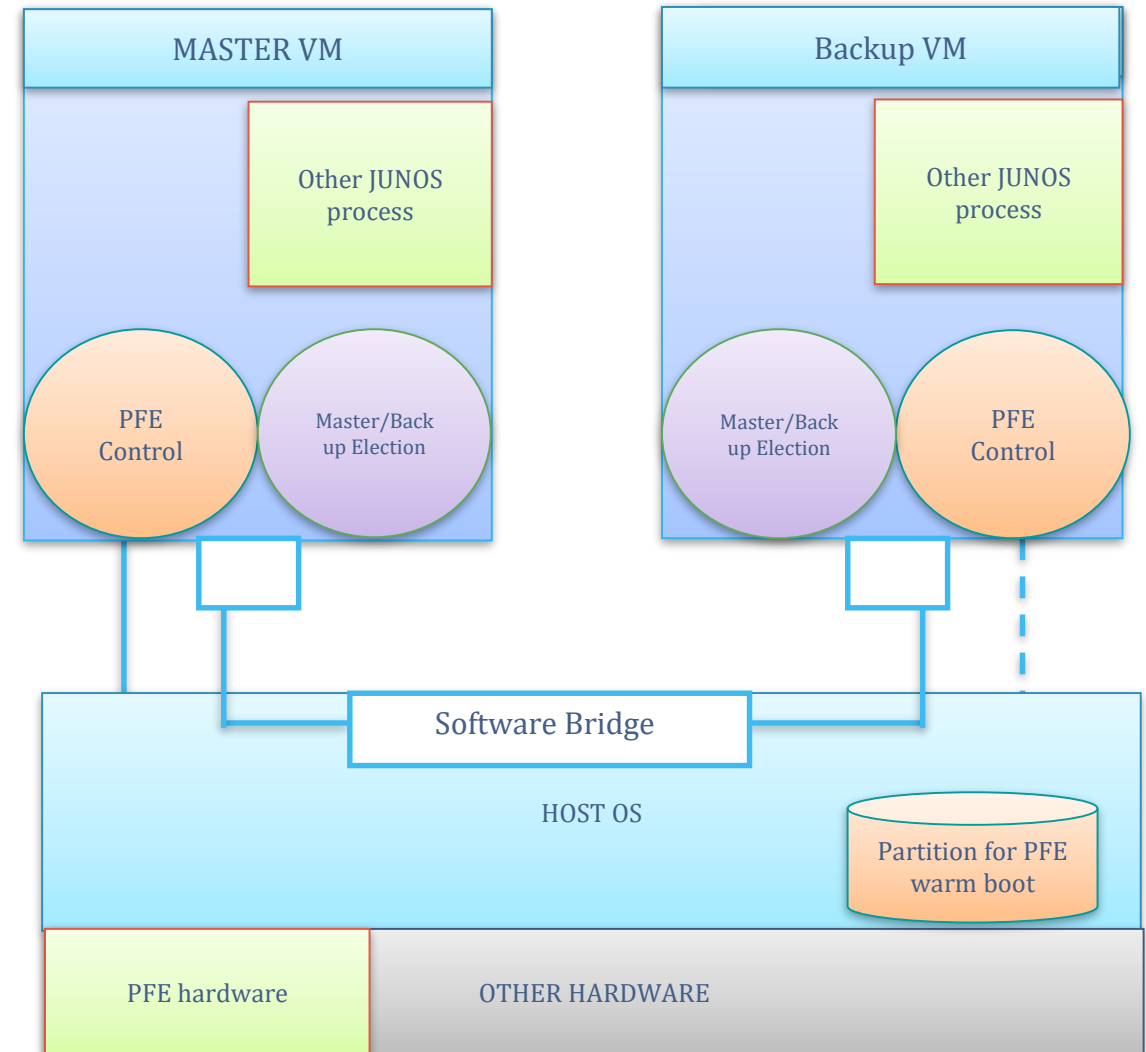 MASTER VM
Backup VM
Other JUNOS
process
Other JUNOS
process
PFE
Control
Master/Back
up Election
Master/Back
up Election
PFE
Control
Software Bridge
HOST OS
Partition for PFE
warm boot
PFE hardware
OTHER HARDWARE